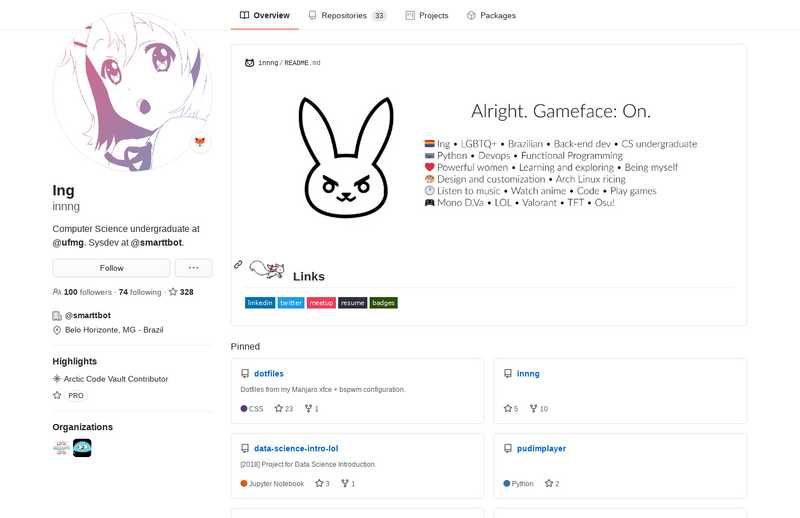 Overview
Repositories 33
Projects
Packages
Ing
innng
Computer Science undergraduate at
@ufmg. Sysdev at @smarttbot.
Follow
100 followers · 74 following · 328
@smarttbot
Belo Horizonte, MG - Brazil
Highlights
Arctic Code Vault Contributor
PRO
Organizations
innng / README.md
Alright. Gameface: On.
Ing • LGBTQ+ • Brazilian • Back-end dev • CS undergraduate
Python • Devops • Functional Programming
Powerful women • Learning and exploring • Being myself
Design and customization • Arch Linux ricing
Listen to music • Watch anime • Code • Play games
Mono D.Va • LOL • Valorant • TFT • Osu!
Links
linkedin twitter meetup resume badges
Pinned
dotfiles
Dotfiles from my Manjaro xfce + bspwm configuration.
CSS 23 1
innng
5 10
data-science-intro-lol
[2018] Project for Data Science Introduction.
Jupyter Notebook 3 1
pudimplayer
Python 2